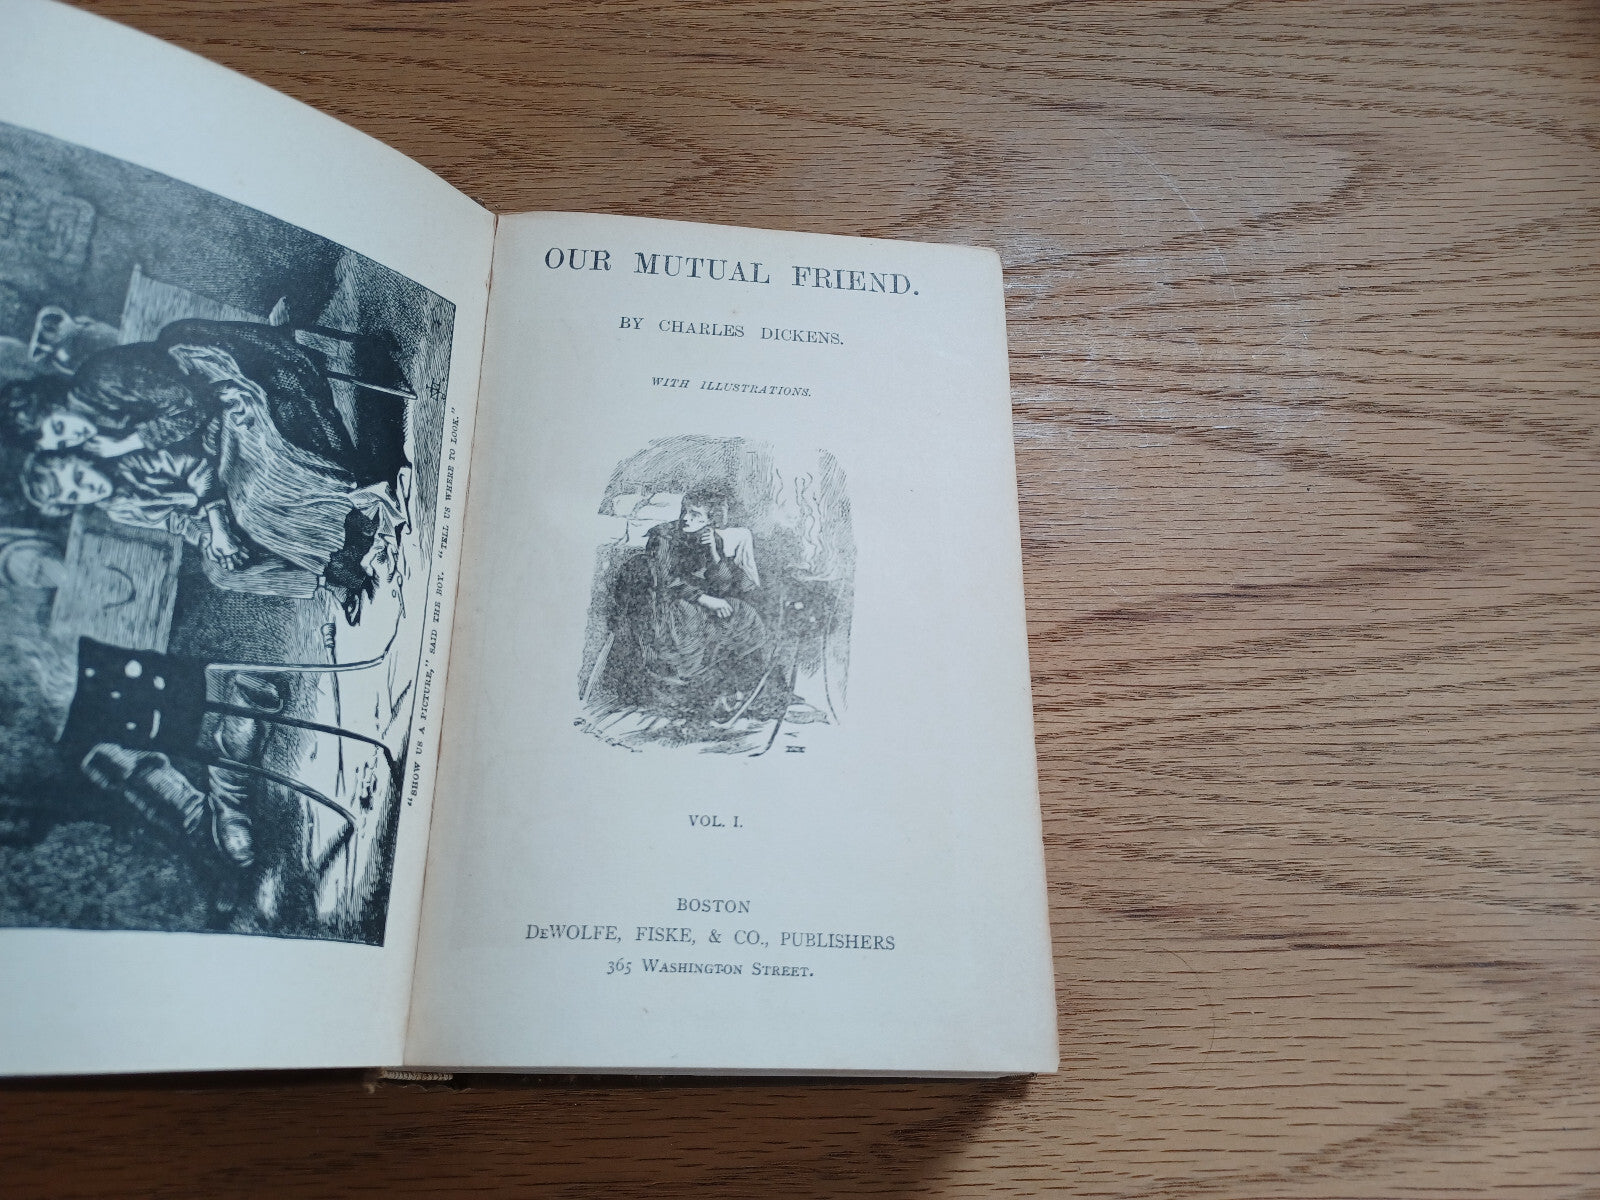 "SHOW US A PICTURE," SAID THE BOY. "TELL US WHERE TO LOOK."
OUR MUTUAL FRIEND.
BY CHARLES DICKENS.
WITH ILLUSTRATIONS.
VOL. I.
BOSTON
DEWOLFE, FISKE, & CO., PUBLISHERS
365 WASHINGTON STREET.